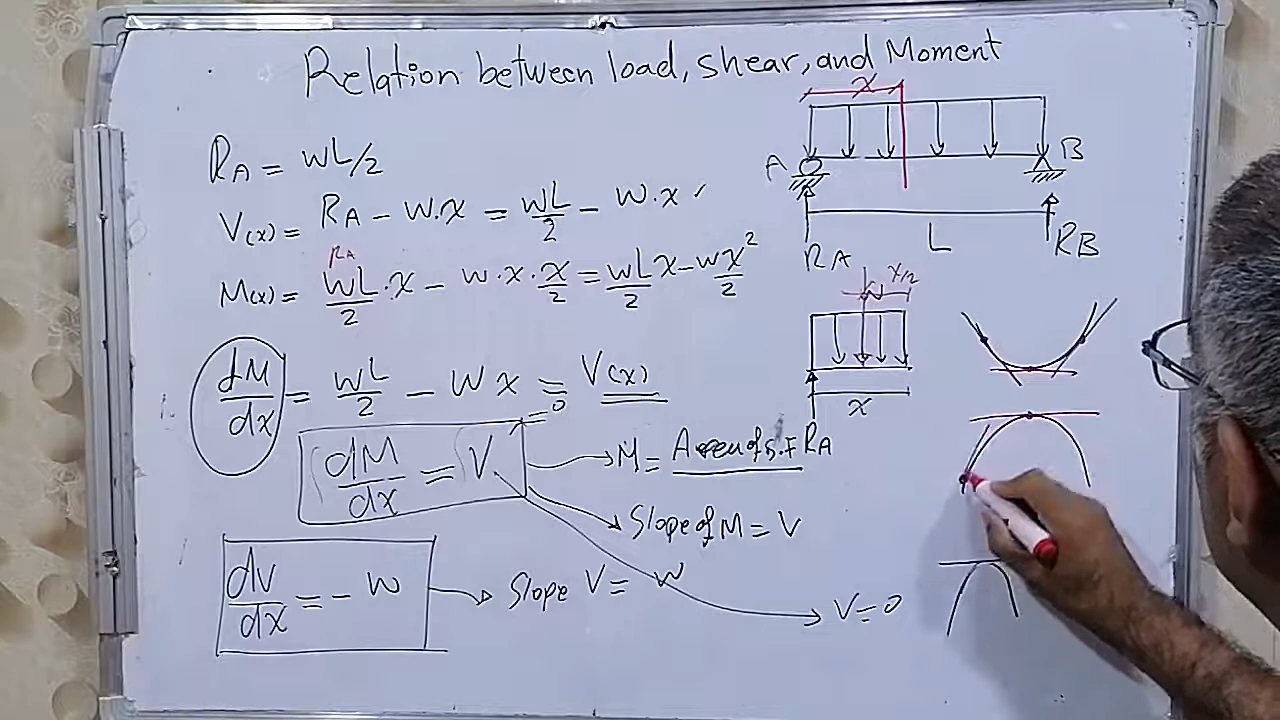 Relation between load, shear, and Moment
RA = WL/2
V(x) = RA - W.x = WL/2 - W.x
RA
M(x) = WL/2 .x - W.x.x/2 = WL/2 x - Wx²/2
dM/dx = WL/2 - Wx = V(x)
= 0
dM/dx = V
M = Area of S.F
Slope of M = V
V = 0
dv/dx = - W
Slope V = W
x
A
B
L
RA
RB
x/2
x
RA